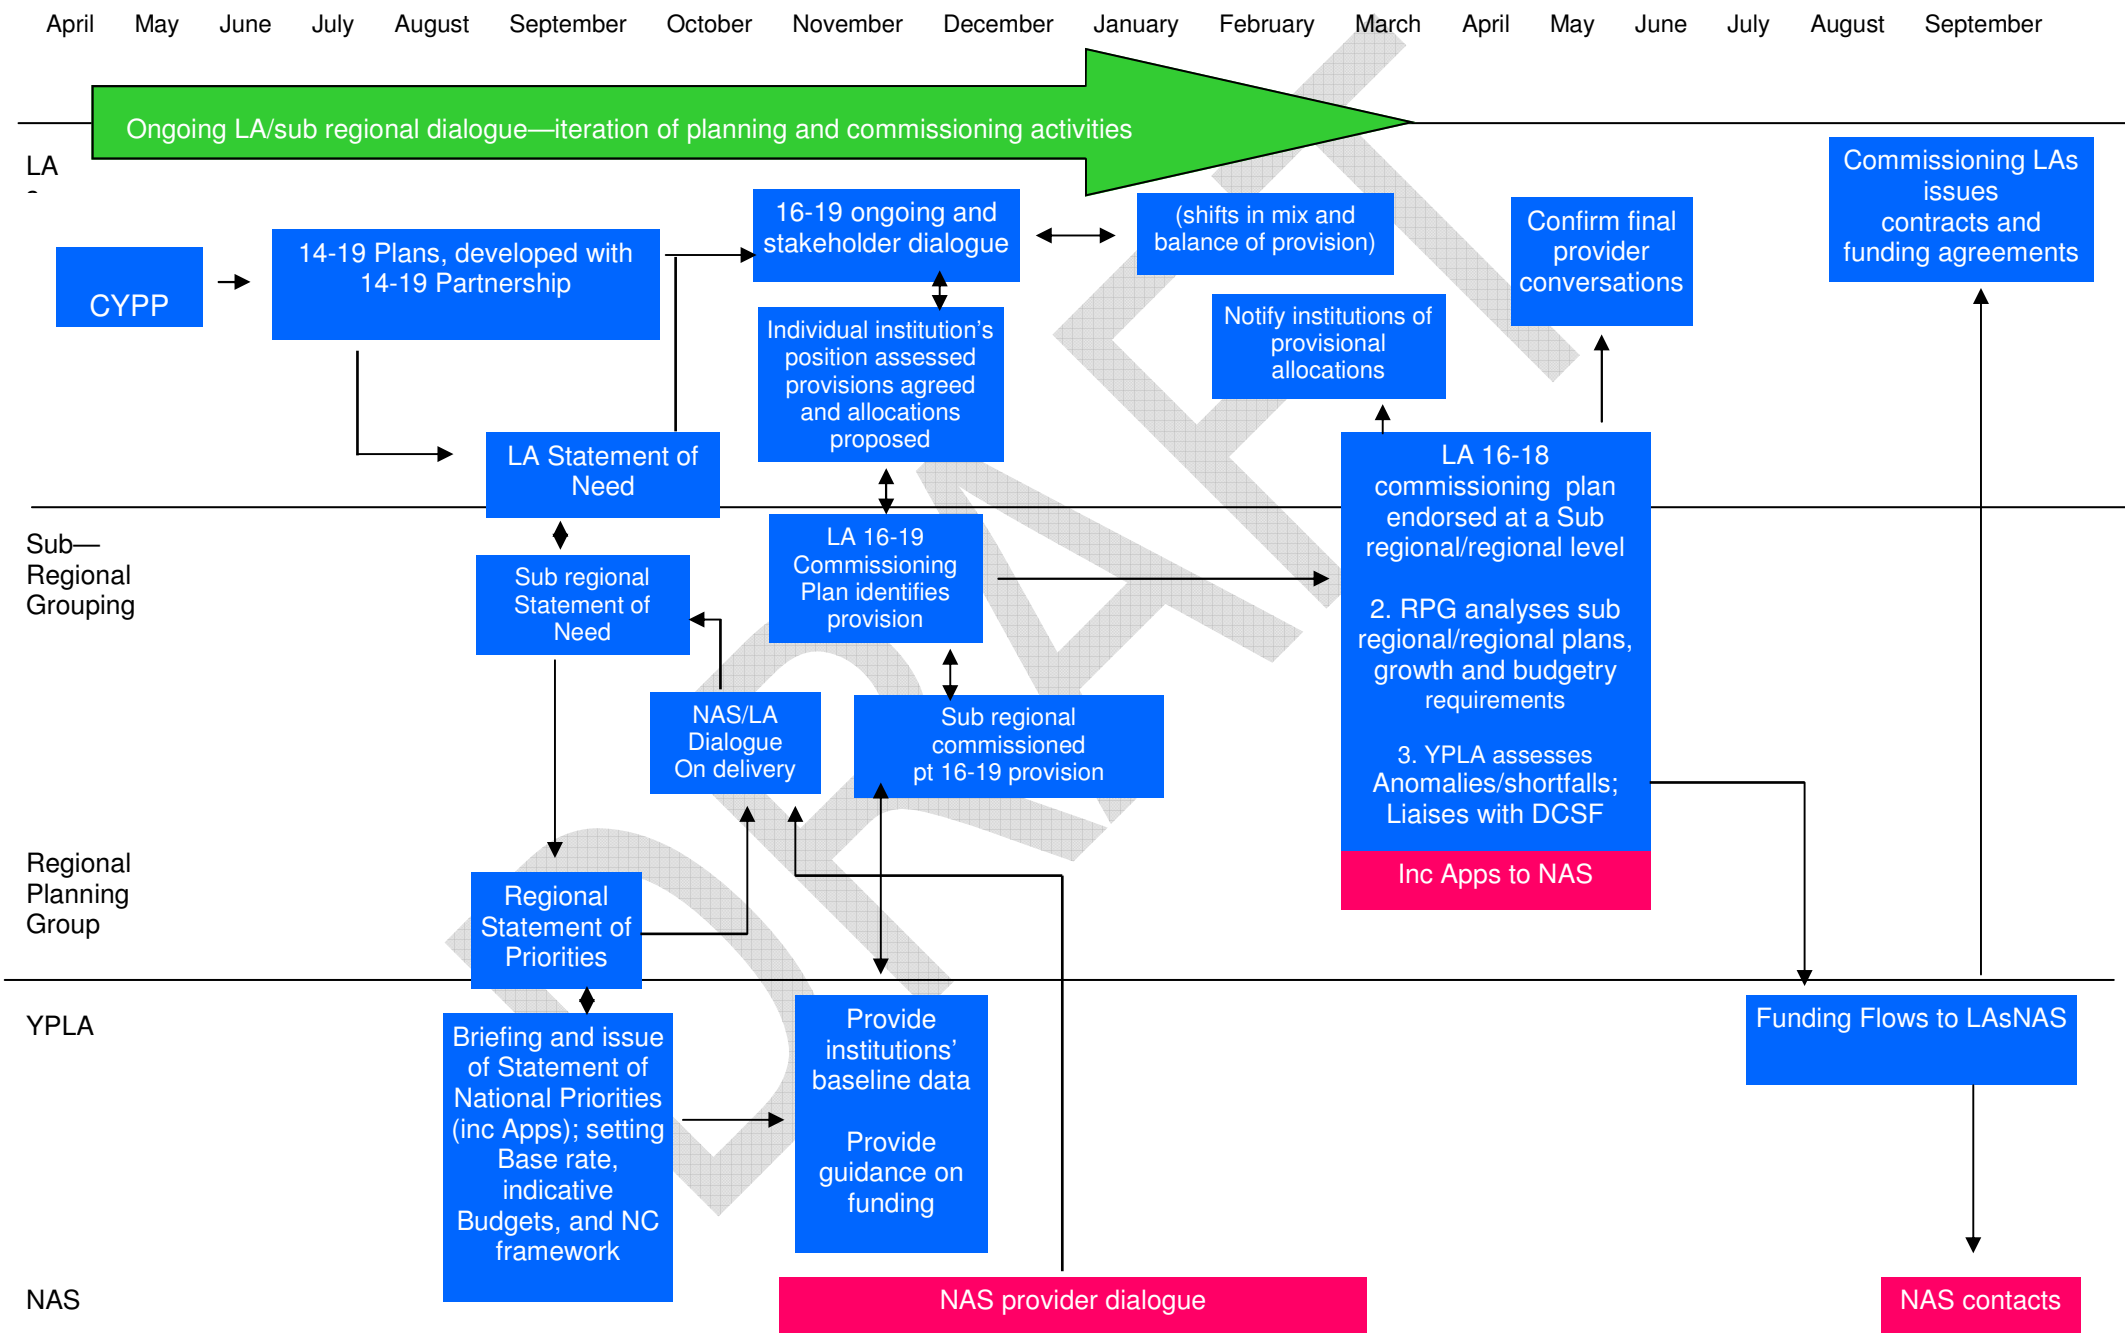 April May June July August September October November December January February March April May June July August September
Ongoing LA/sub regional dialogue—iteration of planning and commissioning activities
LA
CYPP
14-19 Plans, developed with
14-19 Partnership
16-19 ongoing and
stakeholder dialogue
(shifts in mix and
balance of provision)
Confirm final
provider
conversations
Commissioning LAs
issues
contracts and
funding agreements
Individual institution's
position assessed
provisions agreed
and allocations
proposed
Notify institutions of
provisional
allocations
LA Statement of
Need
Sub—
Regional
Grouping
Sub regional
Statement of
Need
LA 16-19
Commissioning
Plan identifies
provision
LA 16-18
commissioning plan
endorsed at a Sub
regional/regional level
2. RPG analyses sub
regional/regional plans,
growth and budgetry
requirements
3. YPLA assesses
Anomalies/shortfalls;
Liaises with DCSF
Inc Apps to NAS
NAS/LA
Dialogue
On delivery
Sub regional
commissioned
pt 16-19 provision
Regional
Planning
Group
Regional
Statement of
Priorities
YPLA
Briefing and issue
of Statement of
National Priorities
(inc Apps); setting
Base rate,
indicative
Budgets, and NC
framework
Provide
institutions'
baseline data
Provide
guidance on
funding
Funding Flows to LAsNAS
NAS
NAS provider dialogue
NAS contacts
DRAFT